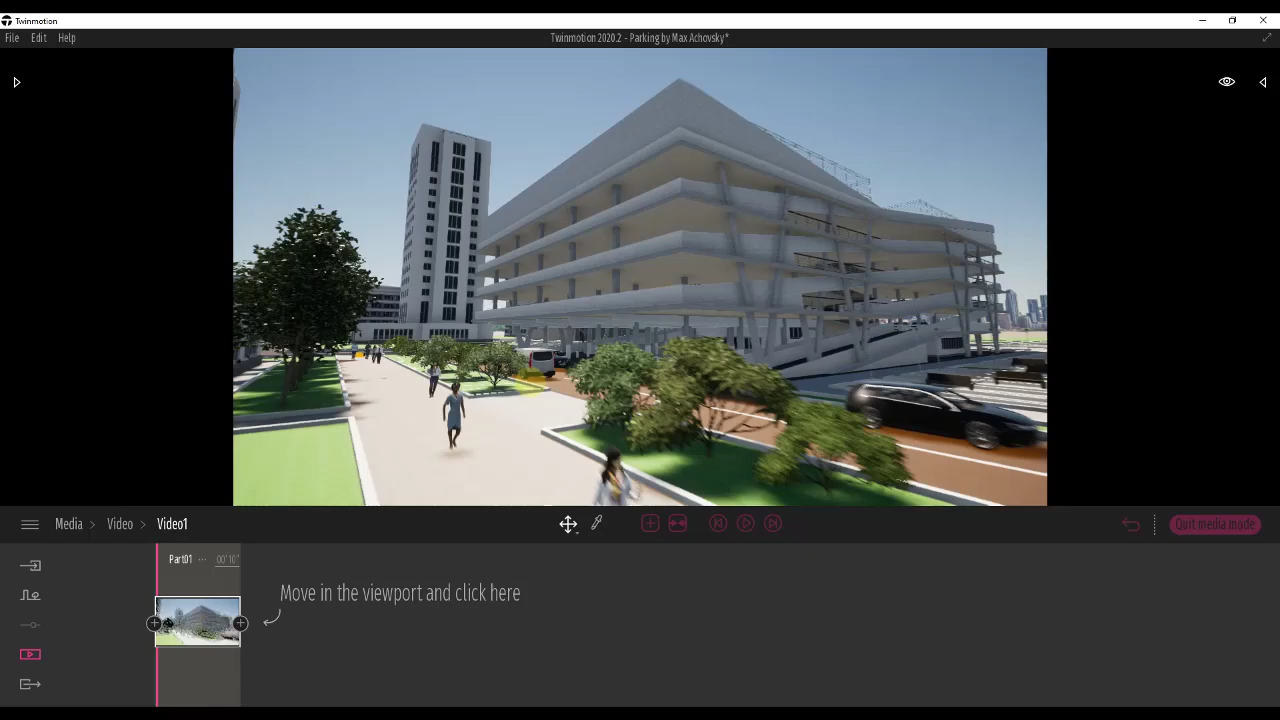 Twinmotion
File Edit Help
Twinmotion 2020.2 - Parking by Max Achovsky*
Media > Video > Video1
Quit media mode
Part01 ... 00'10"
Move in the viewport and click here